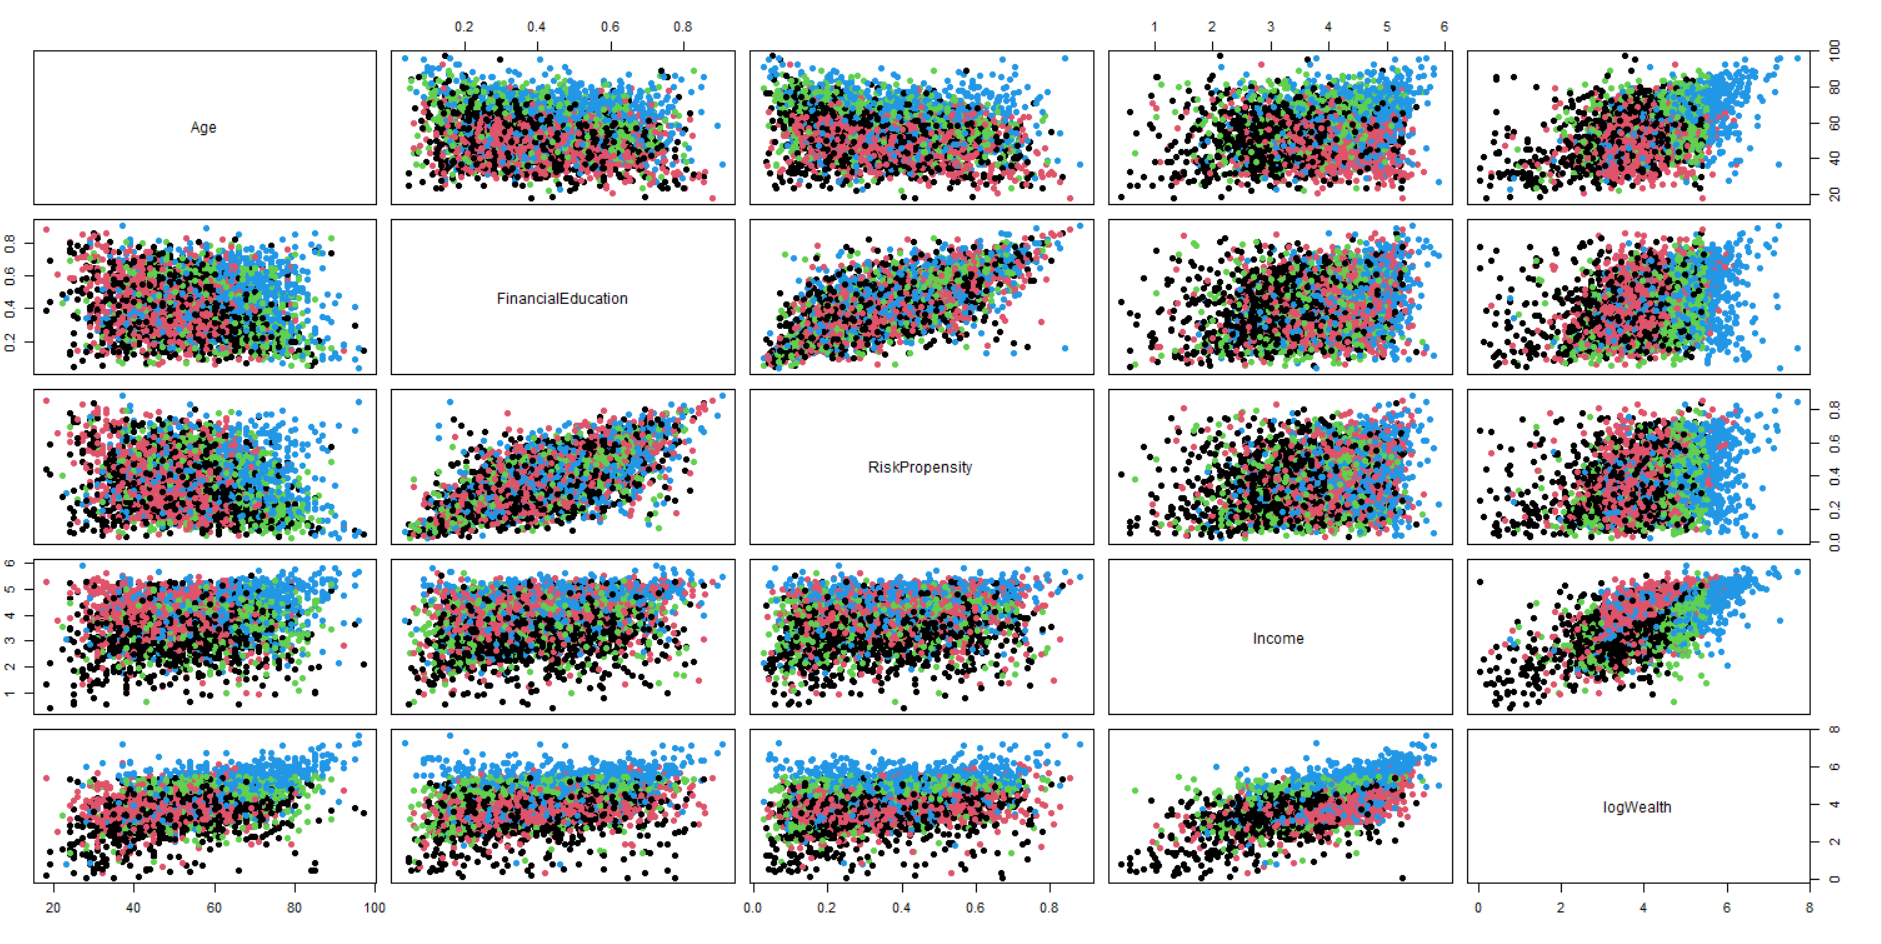 0.2 0.4 0.6 0.8
1 2 3 4 5 6
Age
20 40 60 80 100
0.2 0.4 0.6 0.8
FinancialEducation
RiskPropensity
0.0 0.2 0.4 0.6 0.8
1 2 3 4 5 6
Income
logWealth
0 2 4 6 8
20 40 60 80 100
0.0 0.2 0.4 0.6 0.8
0 2 4 6 8